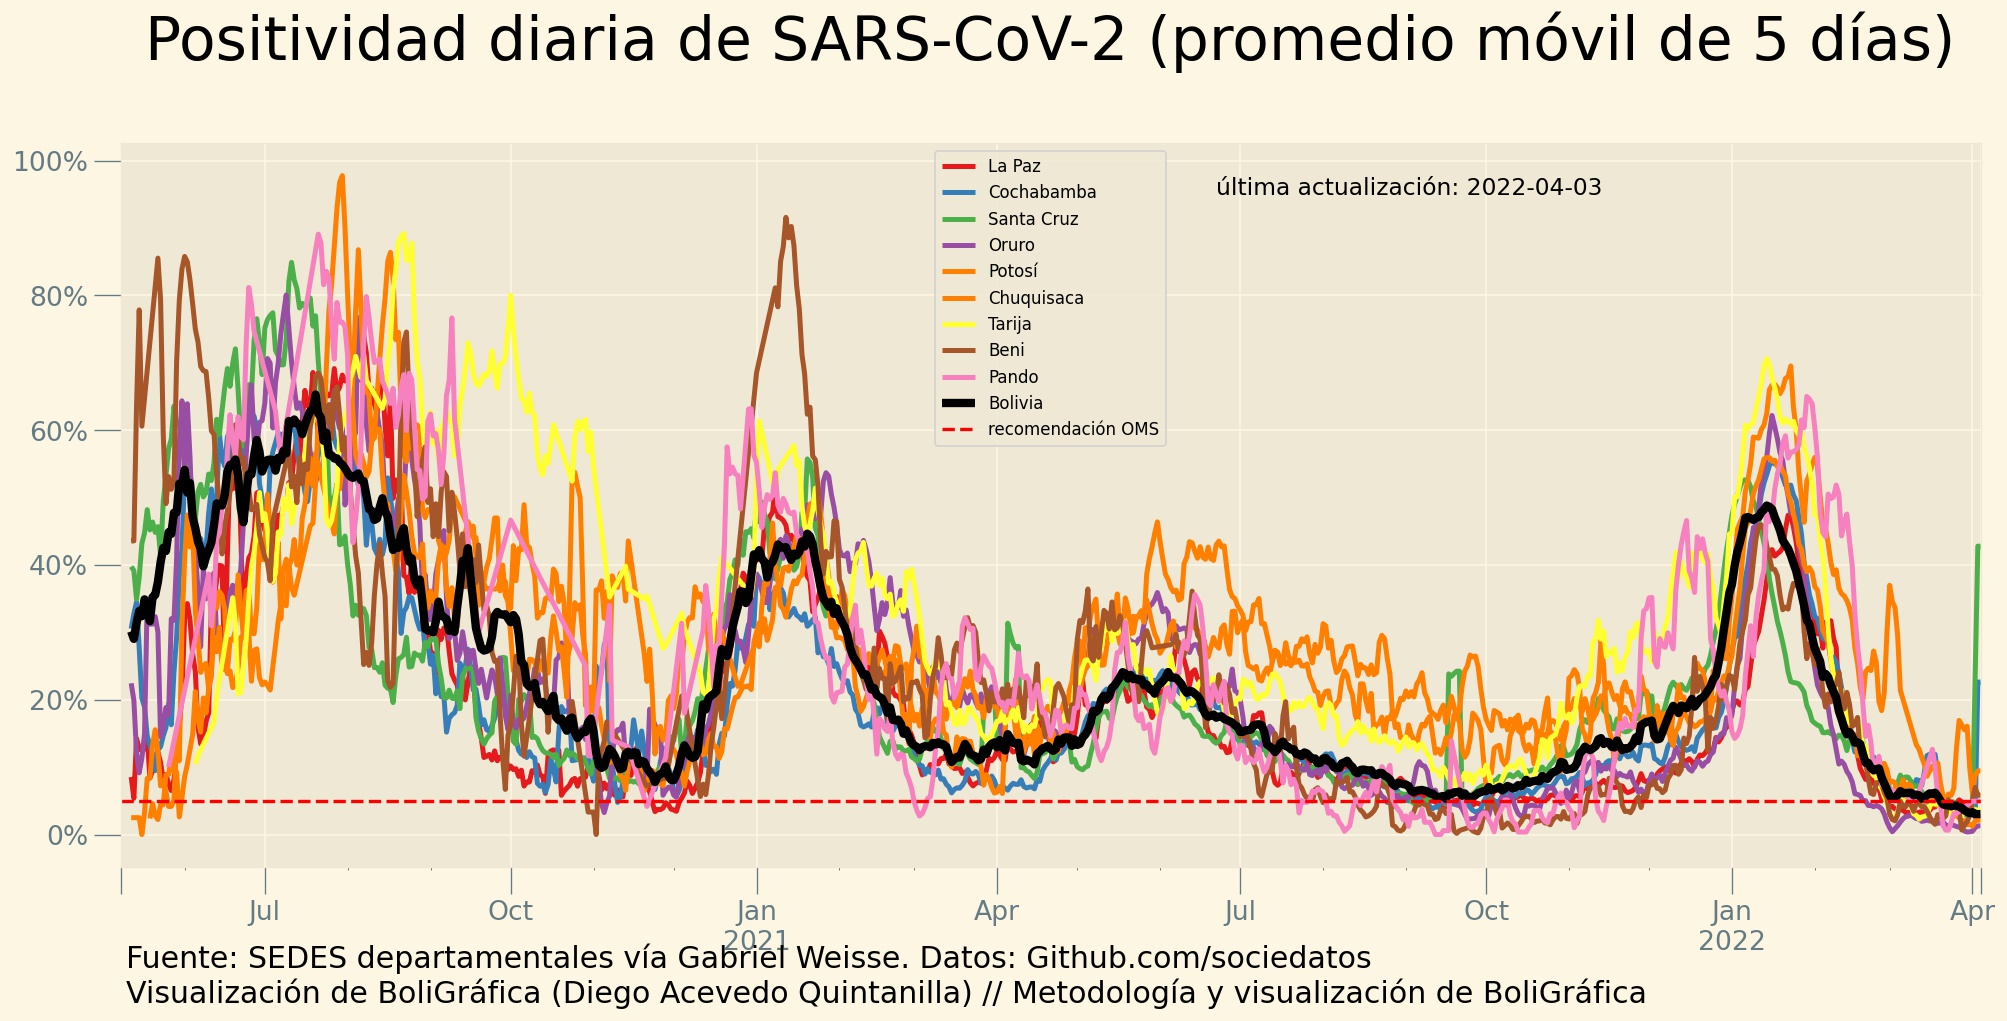 Positividad diaria de SARS-CoV-2 (promedio móvil de 5 días)
100%
80%
60%
40%
20%
0%
La Paz
Cochabamba
Santa Cruz
Oruro
Potosí
Chuquisaca
Tarija
Beni
Pando
Bolivia
recomendación OMS
última actualización: 2022-04-03
Jul
Oct
Jan
2021
Apr
Jul
Oct
Jan
2022
Apr
Fuente: SEDES departamentales vía Gabriel Weisse. Datos: Github.com/sociedatos
Visualización de BoliGráfica (Diego Acevedo Quintanilla) // Metodología y visualización de BoliGráfica